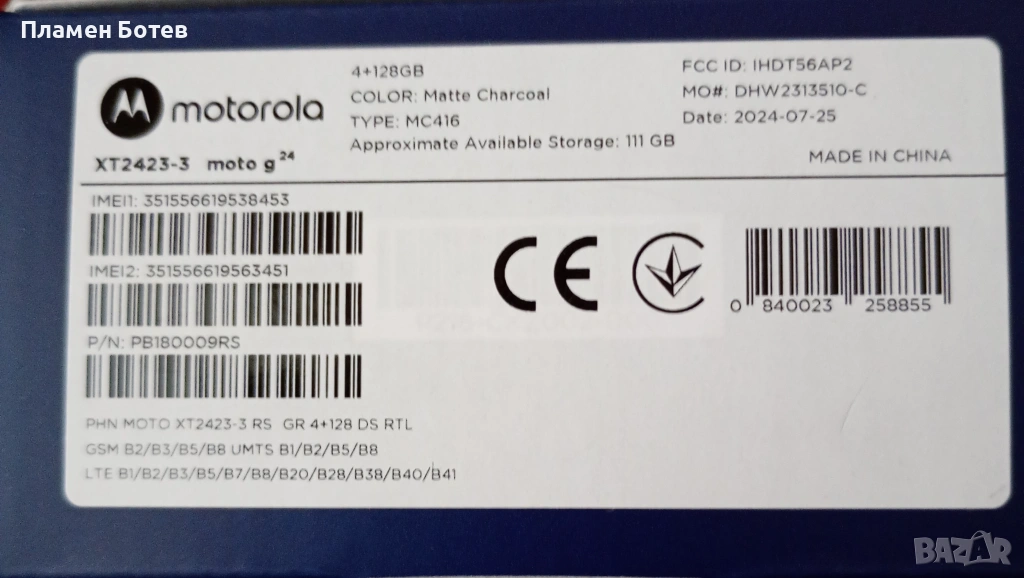 Пламен Ботев
motorola
XT2423-3 moto g24
4+128GB
COLOR: Matte Charcoal
TYPE: MC416
Approximate Available Storage: 111 GB
FCC ID: IHDT56AP2
MO#: DHW2313510-C
Date: 2024-07-25
MADE IN CHINA
IMEI1: 351556619538453
IMEI2: 351556619563451
P/N: PB180009RS
PHN MOTO XT2423-3 RS GR 4+128 DS RTL
GSM B2/B3/B5/B8 UMTS B1/B2/B5/B8
LTE B1/B2/B3/B5/B7/B8/B20/B28/B38/B40/B41
CE
0 840023 258855
BAZAR